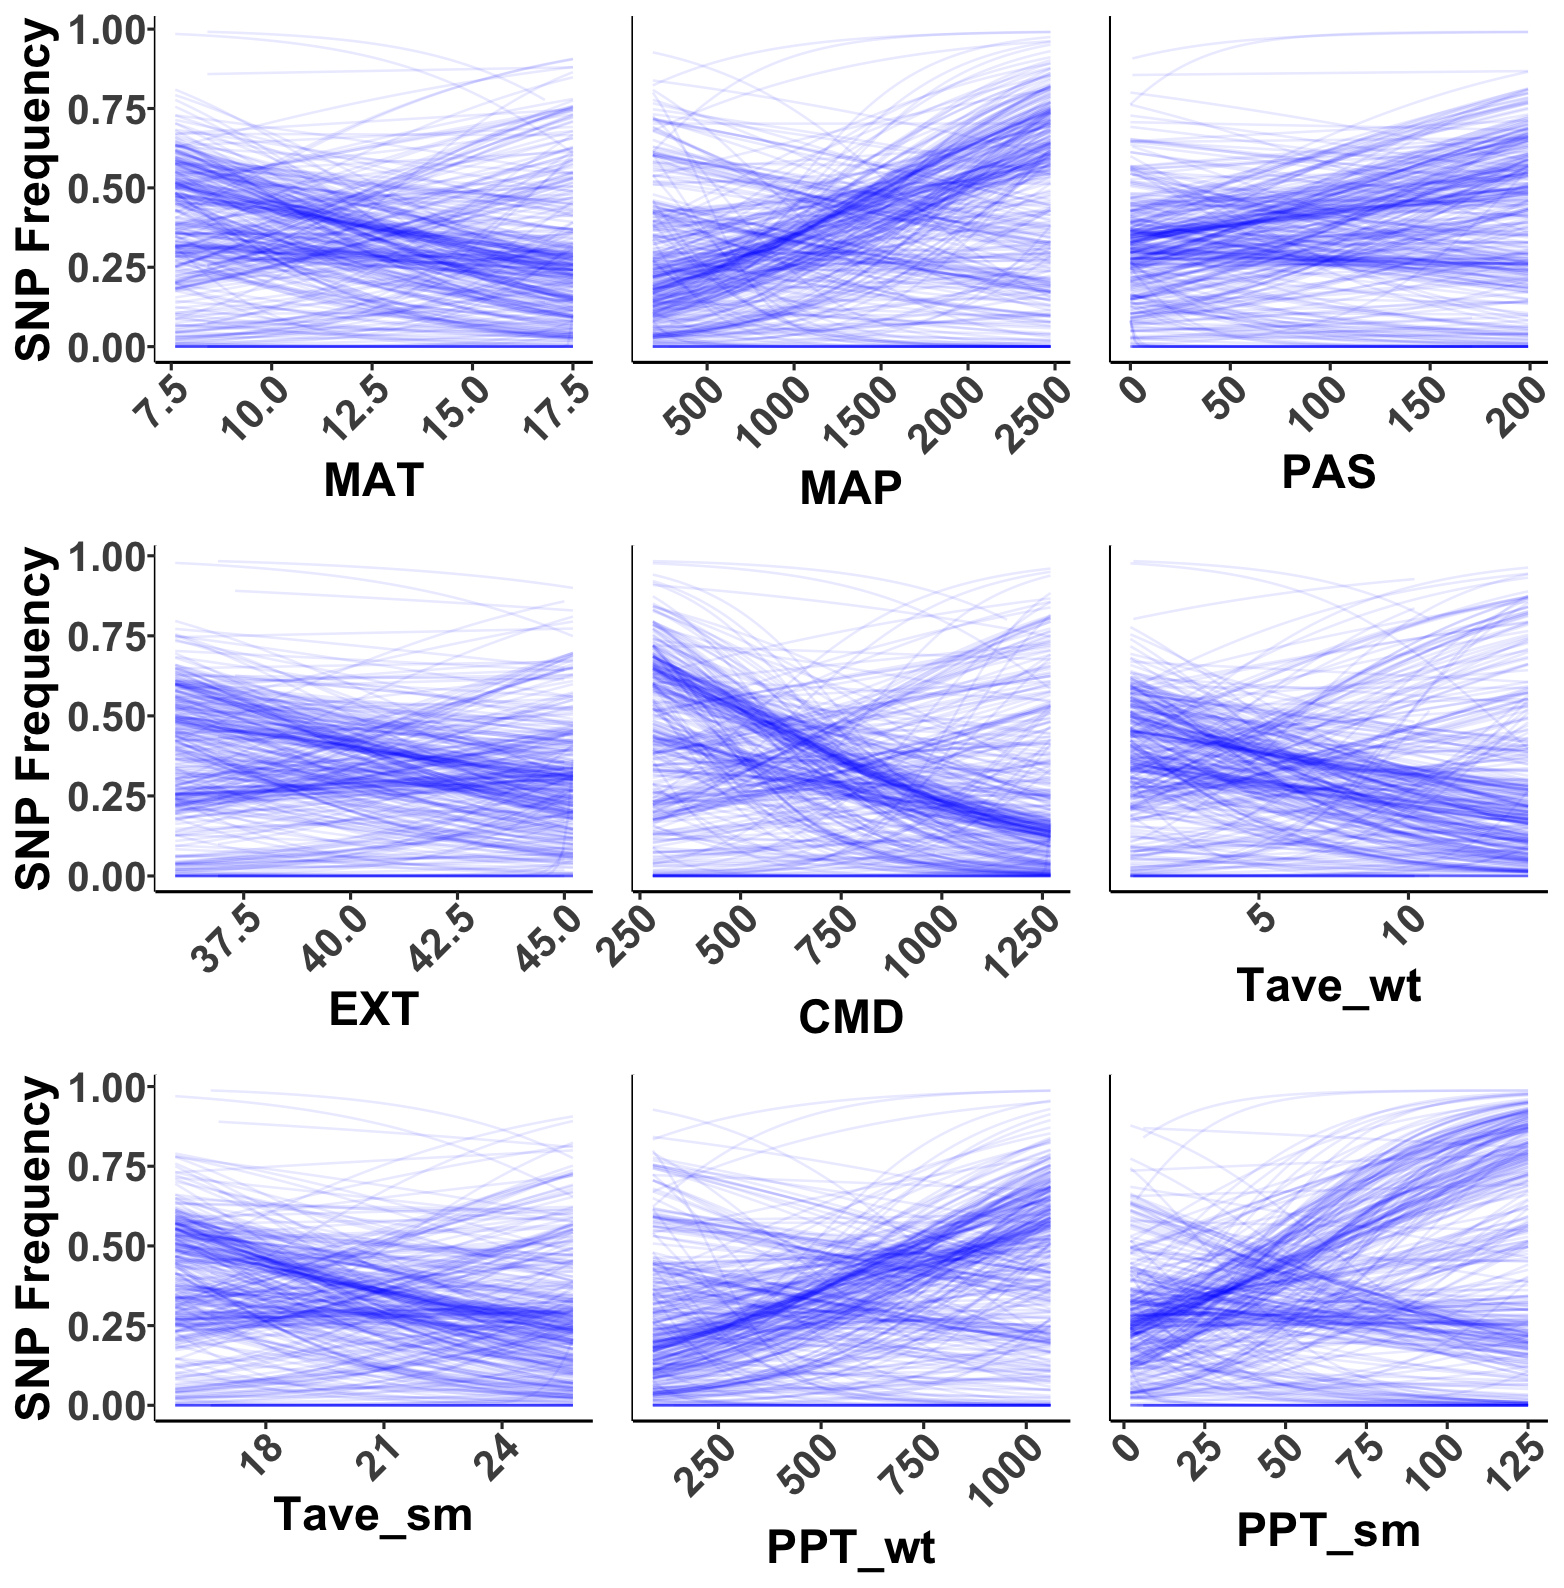 SNP Frequency
1.00
0.75
0.50
0.25
0.00
7.5 10.0 12.5 15.0 17.5
MAT
500 1000 1500 2000 2500
MAP
0 50 100 150 200
PAS
SNP Frequency
1.00
0.75
0.50
0.25
0.00
37.5 40.0 42.5 45.0
EXT
250 500 750 1000 1250
CMD
5 10
Tave_wt
SNP Frequency
1.00
0.75
0.50
0.25
0.00
18 21 24
Tave_sm
250 500 750 1000
PPT_wt
0 25 50 75 100 125
PPT_sm